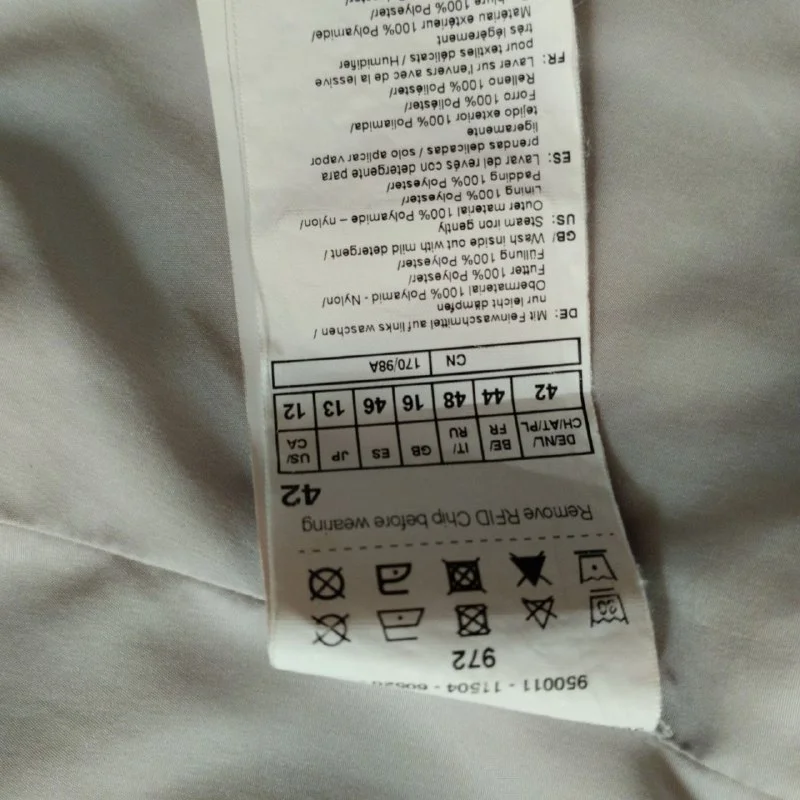 950011 - 11504 -
972
30
Remove RFID Chip before wearing
42
DE/NL/ BE/ IT/ GB ES JP US/
CH/AT/PL FR RU CA
42 44 48 16 46 13 12
CN 170/98A
DE: Mit Feinwaschmittel auf links waschen /
nur leicht dämpfen
Obermaterial 100% Polyamid - Nylon/
Futter 100% Polyester/
Füllung 100% Polyester/
GB/ Wash inside out with mild detergent /
US: Steam iron gently
Outer material 100% Polyamide – nylon/
Lining 100% Polyester/
Padding 100% Polyester/
ES: Lavar del revés con detergente para
prendas delicadas / solo aplicar vapor
ligeramente
tejido exterior 100% Poliamida/
Forro 100% Poliéster/
Relleno 100% Poliéster/
FR: Laver sur l'envers avec de la lessive
pour textiles délicats / Humidifier
très légèrement
Matériau extérieur 100% Polyamide/
100% Polyester/